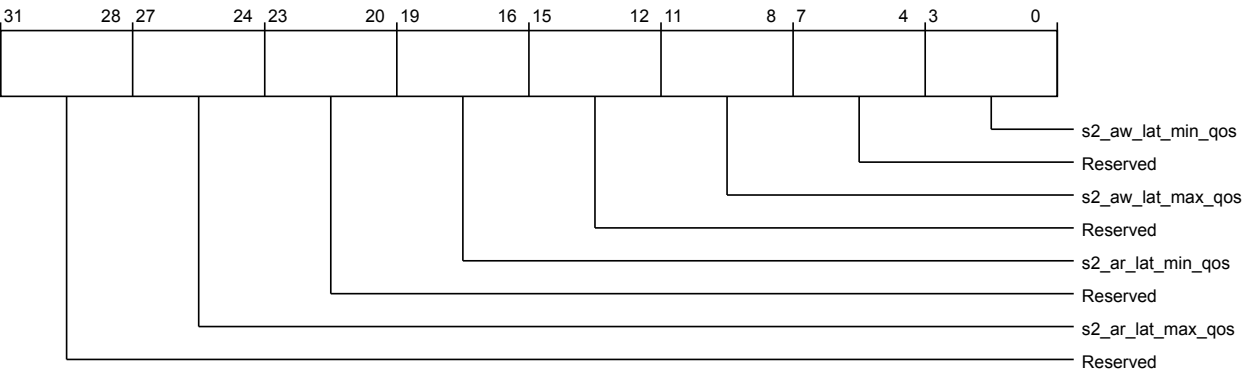 31 28 27 24 23 20 19 16 15 12 11 8 7 4 3 0
s2_aw_lat_min_qos
Reserved
s2_aw_lat_max_qos
Reserved
s2_ar_lat_min_qos
Reserved
s2_ar_lat_max_qos
Reserved